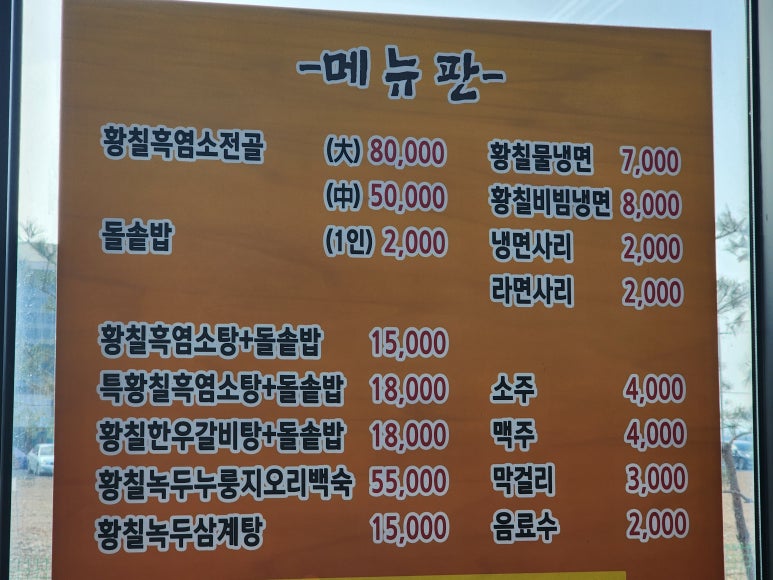 -메뉴판-
황칠흑염소전골 (大) 80,000
(中) 50,000
돌솥밥 (1인) 2,000
황칠흑염소탕+돌솥밥 15,000
특황칠흑염소탕+돌솥밥 18,000
황칠한우갈비탕+돌솥밥 18,000
황칠녹두누룽지오리백숙 55,000
황칠녹두삼계탕 15,000
황칠물냉면 7,000
황칠비빔냉면 8,000
냉면사리 2,000
라면사리 2,000
소주 4,000
맥주 4,000
막걸리 3,000
음료수 2,000